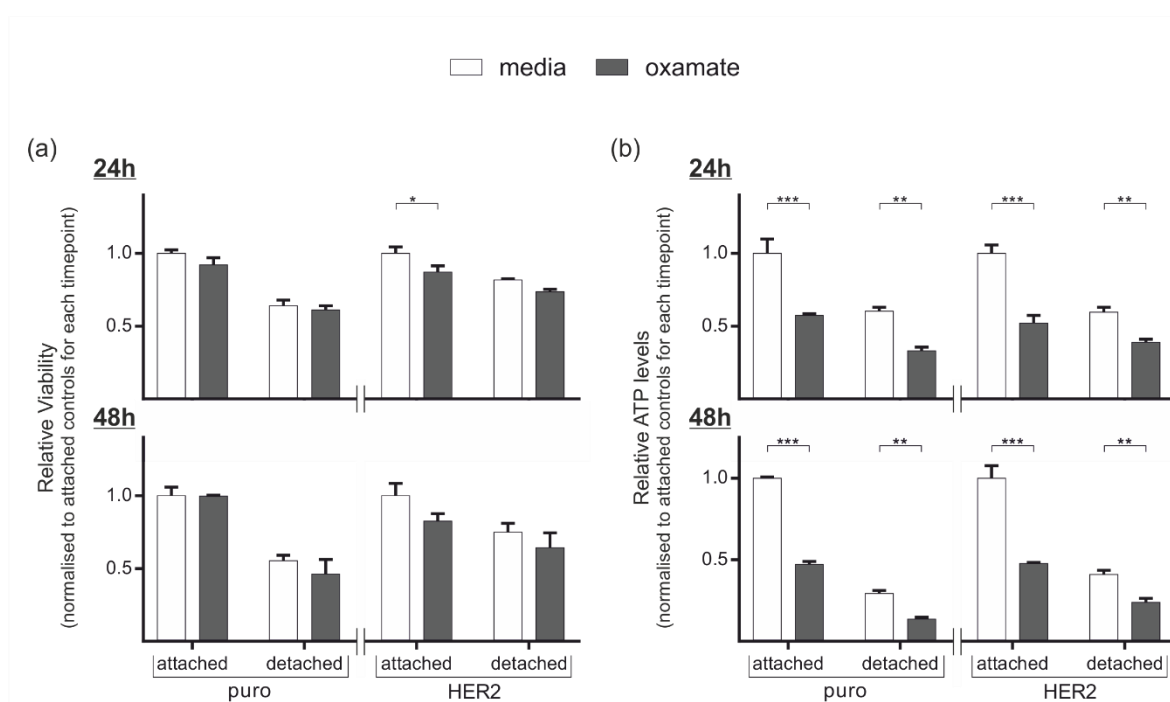 media oxamate
(a)
24h
*
1.0
0.5
48h
1.0
0.5
Relative Viability
(normalised to attached controls for each timepoint)
attached detached attached detached
puro HER2
(b)
24h
*** ** *** **
1.0
0.5
48h
*** ** *** **
1.0
0.5
Relative ATP levels
(normalised to attached controls for each timepoint)
attached detached attached detached
puro HER2